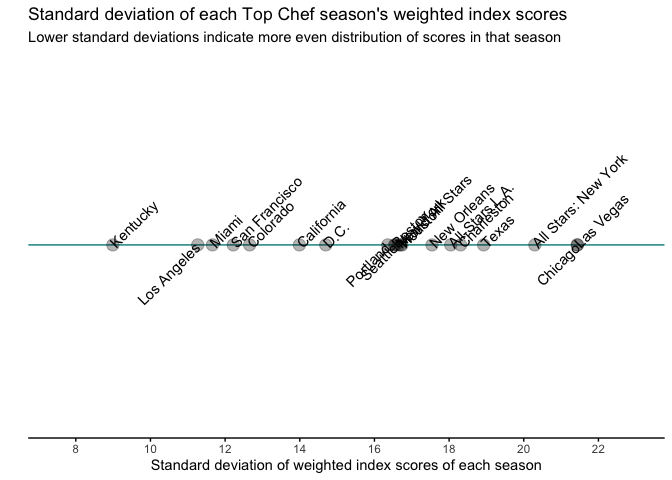 Standard deviation of each Top Chef season's weighted index scores
Lower standard deviations indicate more even distribution of scores in that season
Kentucky
Los Angeles
Miami
San Francisco
Colorado
California
D.C.
Portland
Seattle
Stars
New Orleans
All Stars: L.A.
Charleston
Texas
All Stars: New York
Chicago
Las Vegas
8 10 12 14 16 18 20 22
Standard deviation of weighted index scores of each season